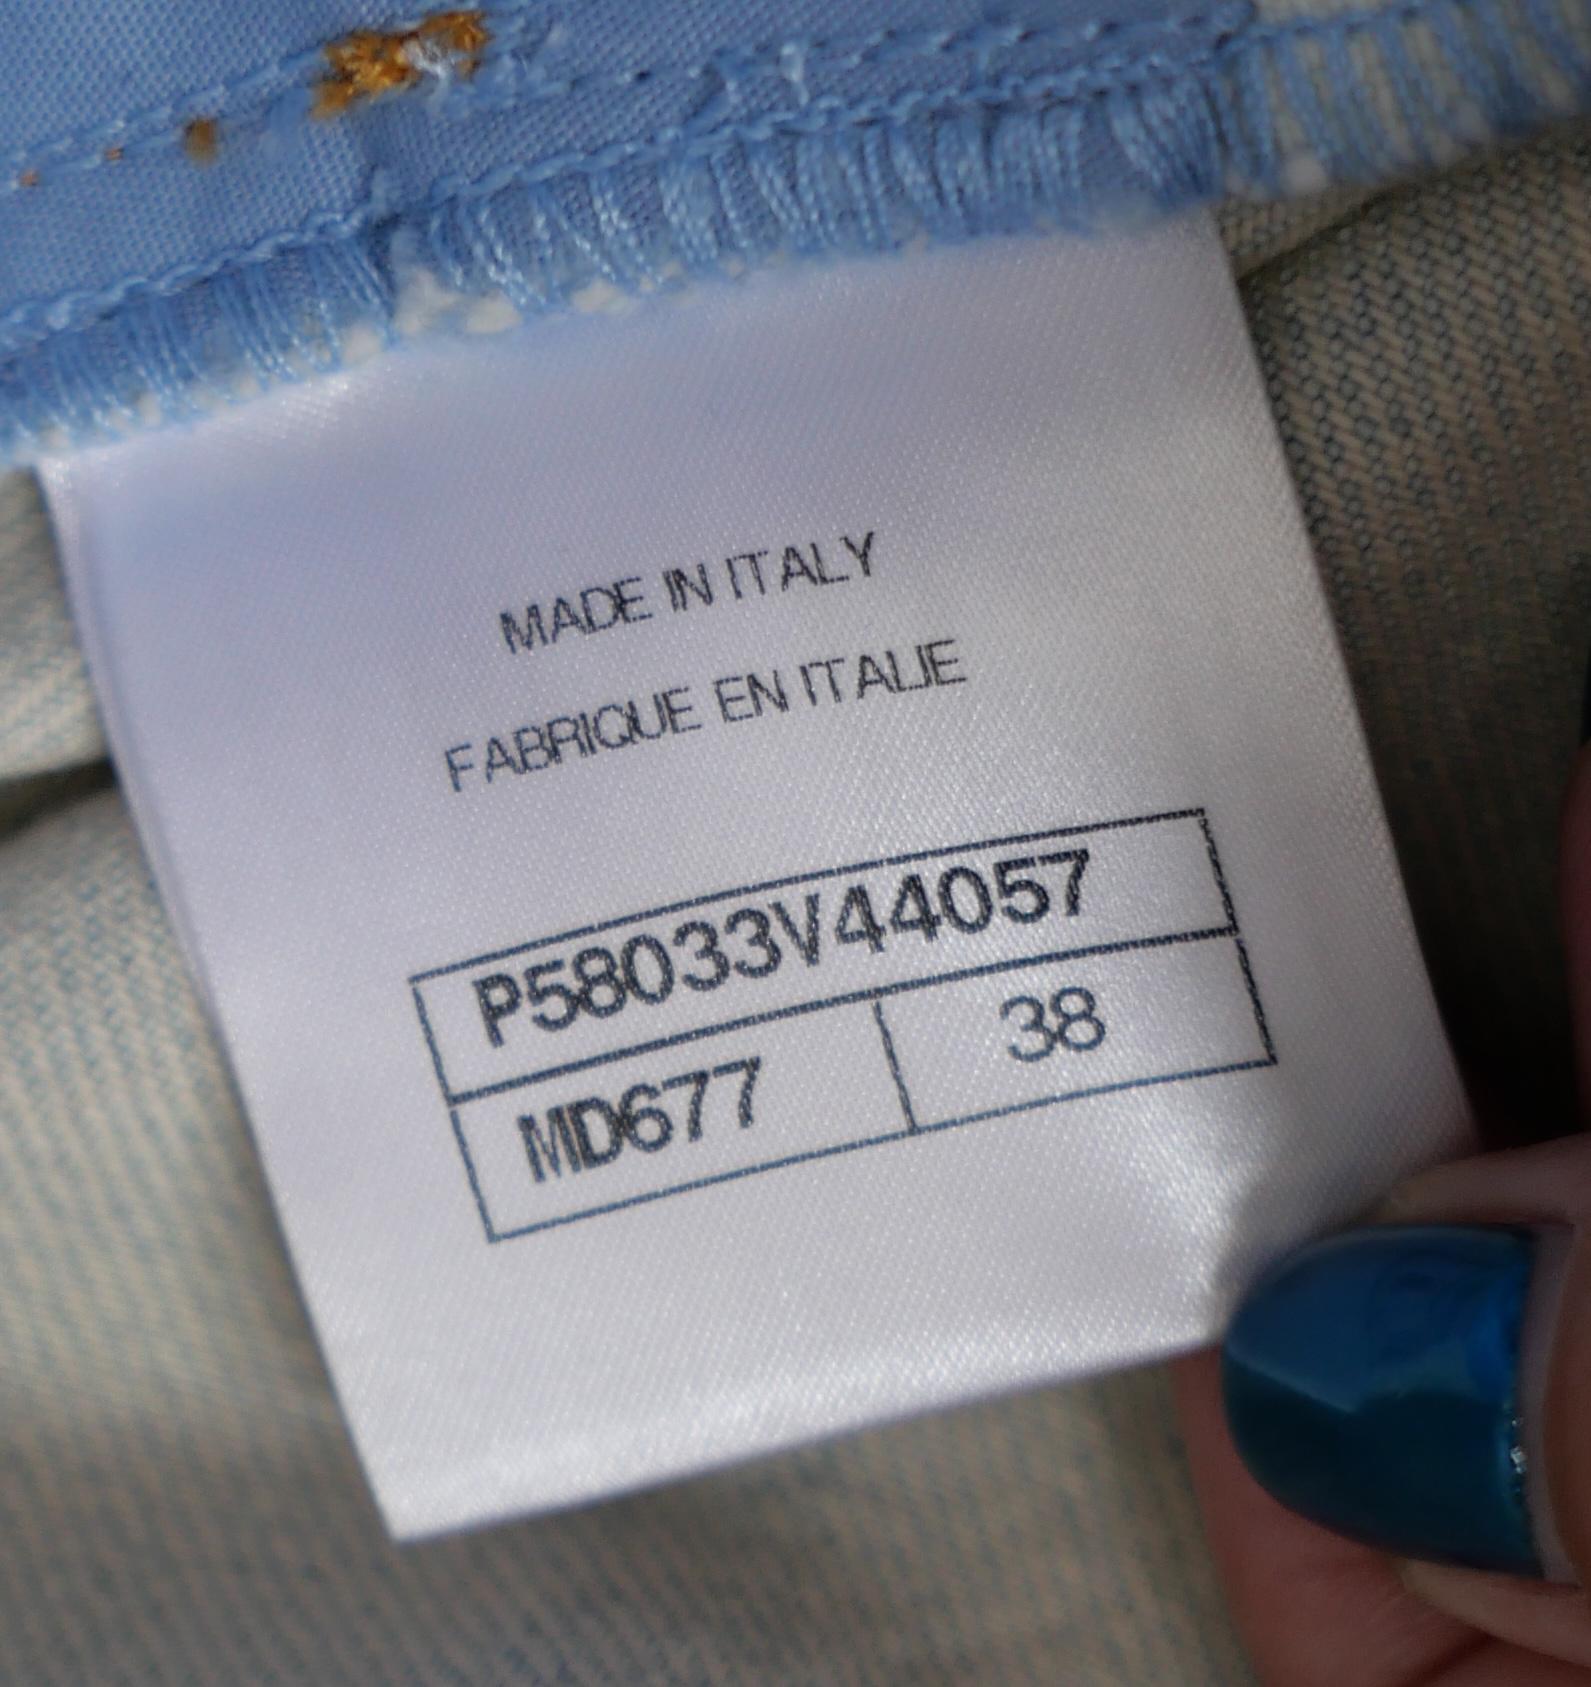 MADE IN ITALY
FABRIQUE EN ITALIE
P58033V44057
MD677 38